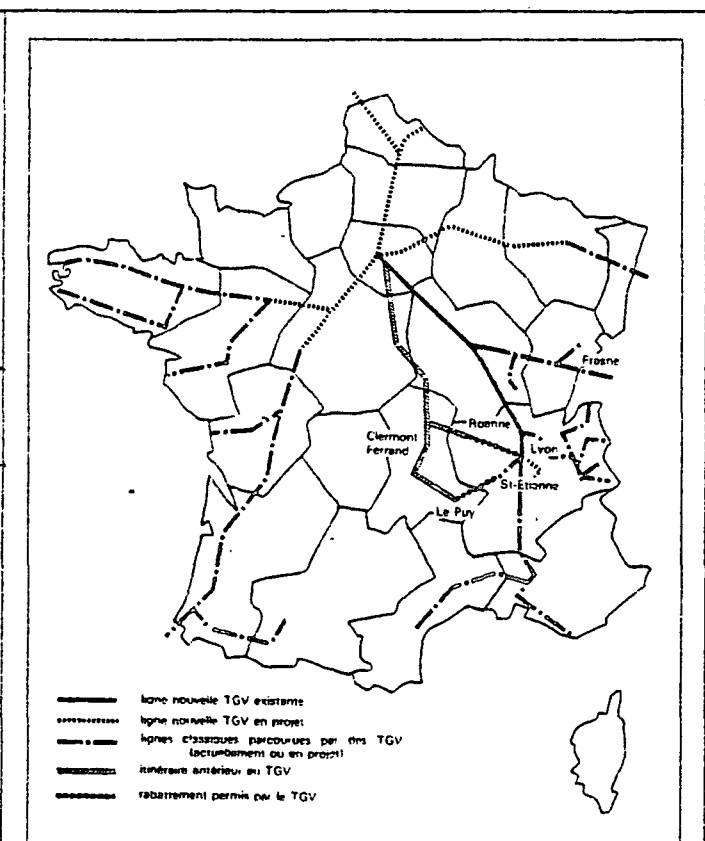 Frasne
Roanne
Clermont
Ferrand
Lyon
St-Etienne
Le Puy
ligne nouvelle TGV existante
ligne nouvelle TGV en projet
lignes classiques parcourues par des TGV
(actuellement ou en projet)
itinéraire antérieur au TGV
rabattement permis par le TGV